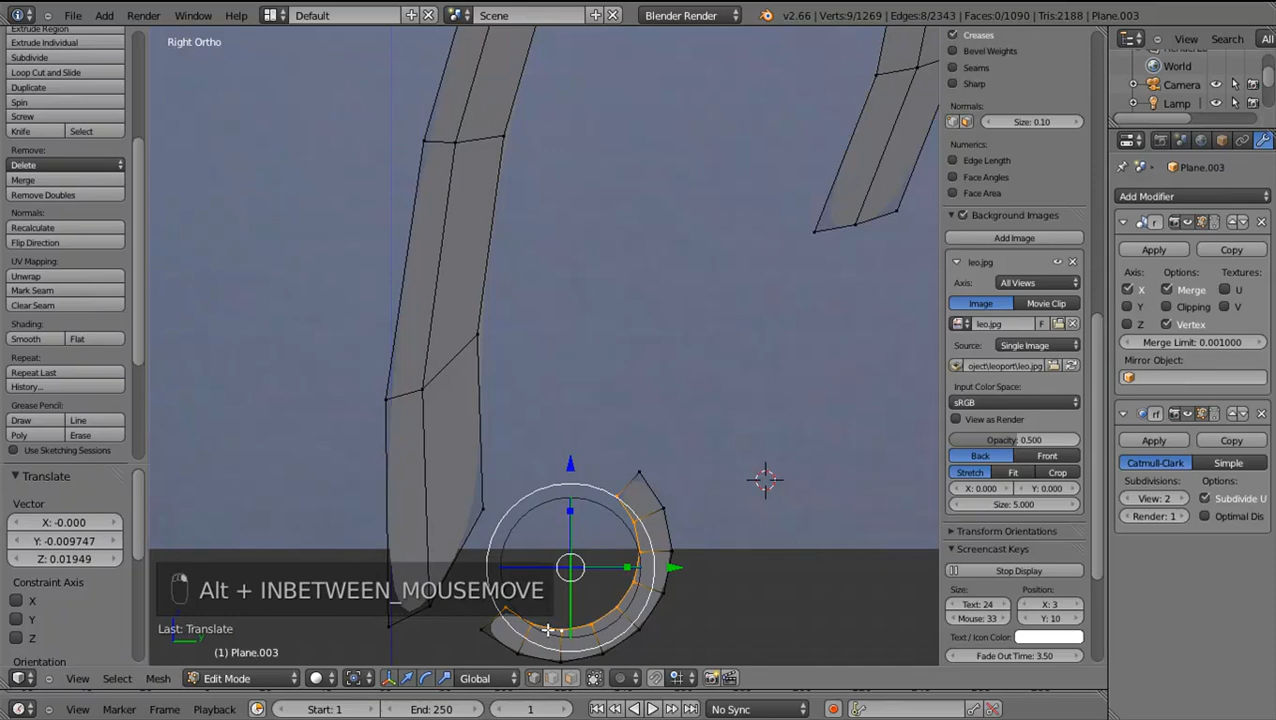 File Add Render Window Help Default Scene Blender Render v2.66 | Verts:9/1269 | Edges:8/2343 | Faces:0/1090 | Tris:2188 | Plane.003
Extrude Region
Extrude Individual
Subdivide
Loop Cut and Slide
Duplicate
Spin
Screw
Knife Select
Remove:
Delete
Merge
Remove Doubles
Normals:
Recalculate
Flip Direction
UV Mapping:
Unwrap
Mark Seam
Clear Seam
Shading:
Smooth Flat
Repeat:
Repeat Last
History...
Grease Pencil:
Draw Line
Poly Erase
Use Sketching Sessions
Translate
Vector
X: -0.000
Y: -0.009747
Z: 0.01949
Constraint Axis
X
Y
Z
Orientation
Right Ortho
Alt + INBETWEEN_MOUSEMOVE
Last: Translate
(1) Plane.003
Creases
Bevel Weights
Seams
Sharp
Normals:
Size: 0.10
Numerics:
Edge Length
Face Angles
Face Area
Background Images
Add Image
leo.jpg
Axis: All Views
Image Movie Clip
leo.jpg F
Source: Single Image
oject\leoport\leo.jpg
Input Color Space:
sRGB
View as Render
Opacity: 0.500
Back Front
Stretch Fit Crop
X: 0.000 Y: 0.000
Size: 5.000
Transform Orientations
Screencast Keys
Stop Display
Size: Position:
Text: 24 X: 3
Mouse: 33 Y: 10
Text / Icon Color:
Fade Out Time: 3.50
View Search All
World
Camera
Lamp
Plane.003
Add Modifier
Apply Copy
Axis: Options: Textures:
X Merge U
Y Clipping V
Z Vertex
Merge Limit: 0.001000
Mirror Object:
Apply Copy
Catmull-Clark Simple
Subdivisions: Options:
View: 2 Subdivide U
Render: 1 Optimal Dis
View Select Mesh Edit Mode Global
View Marker Frame Playback Start: 1 End: 250 1 No Sync